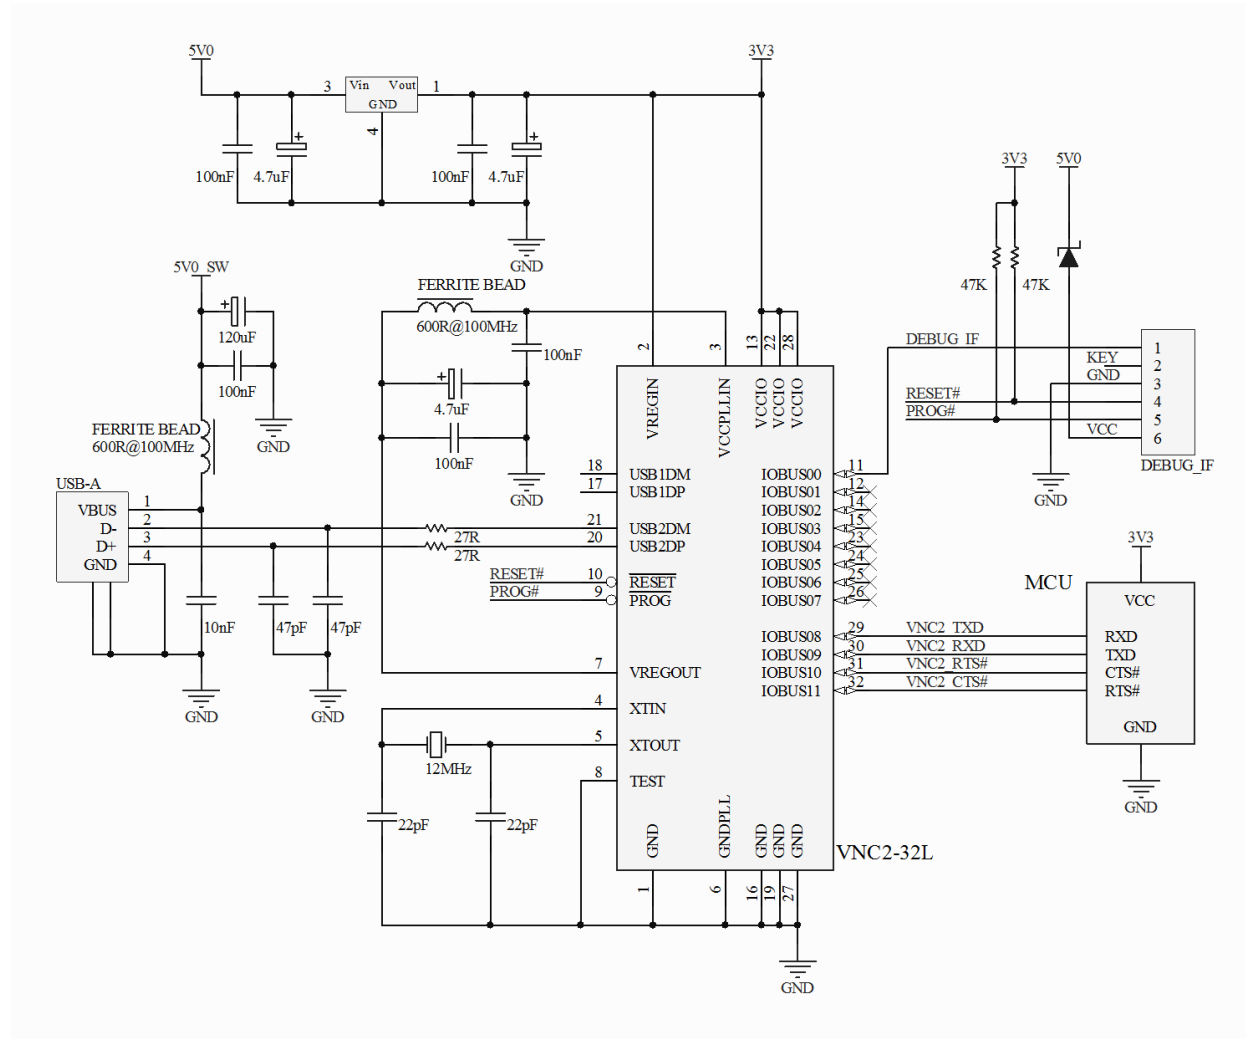 5V0
3V3
3
Vin
Vout
GND
1
4
100nF
4.7uF
100nF
4.7uF
GND
3V3
5V0
47K
47K
5V0_SW
120uF
100nF
GND
FERRITE BEAD
600R@100MHz
FERRITE BEAD
600R@100MHz
100nF
4.7uF
100nF
GND
2
3
13
22
28
VREGIN
VCCPLLIN
VCCIO
VCCIO
VCCIO
DEBUG_IF
KEY
GND
RESET#
PROG#
VCC
1
2
3
4
5
6
DEBUG_IF
GND
USB-A
VBUS 1
D- 2
D+ 3
GND 4
27R
27R
10nF
47pF
47pF
GND
GND
18 USB1DM
17 USB1DP
21 USB2DM
20 USB2DP
RESET# 10 RESET
PROG# 9 PROG
7 VREGOUT
4 XTIN
5 XTOUT
8 TEST
12MHz
22pF
22pF
IOBUS00 11
IOBUS01 12
IOBUS02 14
IOBUS03 15
IOBUS04 23
IOBUS05 24
IOBUS06 25
IOBUS07 26
IOBUS08 29 VNC2_TXD
IOBUS09 30 VNC2_RXD
IOBUS10 31 VNC2_RTS#
IOBUS11 32 VNC2_CTS#
3V3
MCU
VCC
RXD
TXD
CTS#
RTS#
GND
GND
GND
GNDPLL
GND
GND
GND
VNC2-32L
1
6
16
19
27
GND